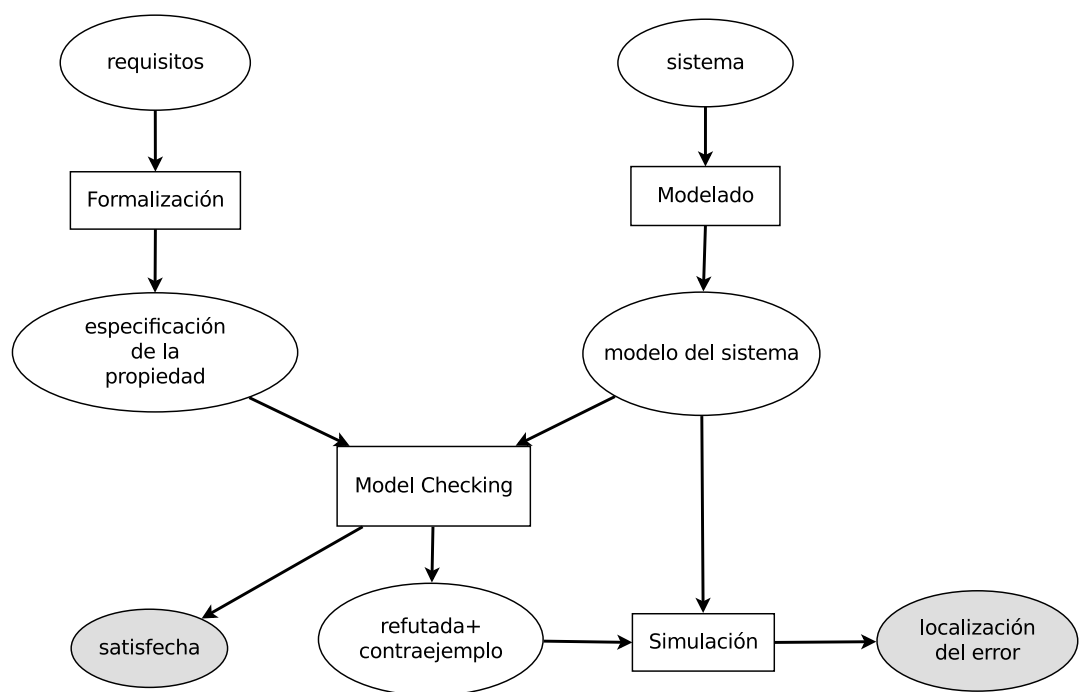 requisitos
sistema
Formalización
Modelado
especificación
de la
propiedad
modelo del sistema
Model Checking
satisfecha
refutada+
contraejemplo
Simulación
localización
del error